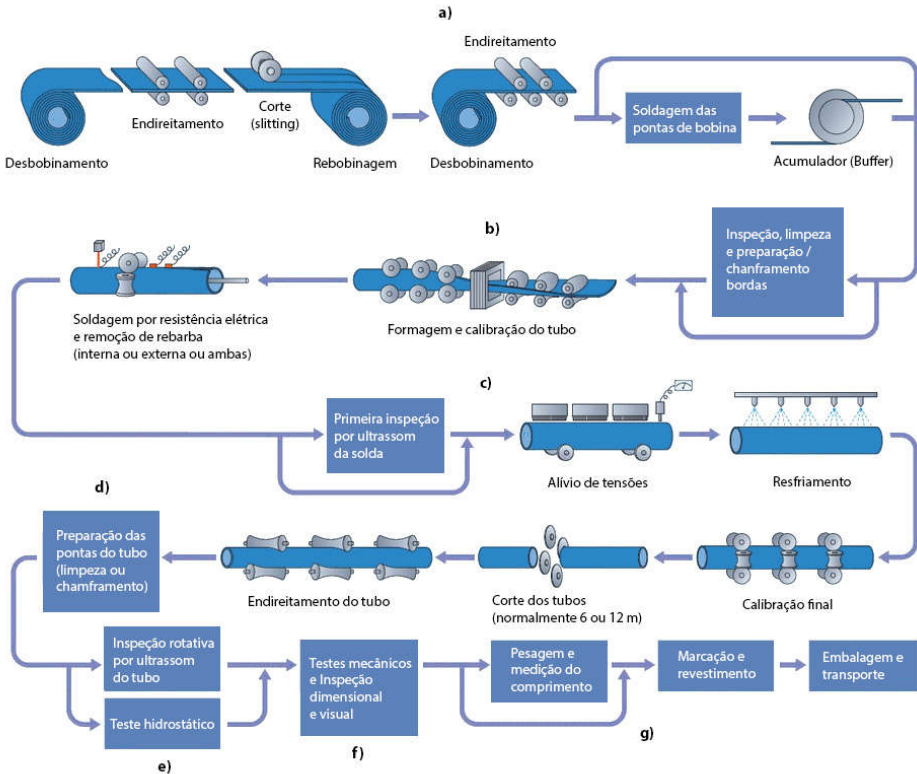 a)
Endireitamento
Endireitamento
Corte
(slitting)
Desbobinamento
Rebobinagem
Desbobinamento
Soldagem das
pontas de bobina
Acumulador (Buffer)
b)
Inspeção, limpeza
e preparação /
chanframento
bordas
Formagem e calibração do tubo
Soldagem por resistência elétrica
e remoção de rebarba
(interna ou externa ou ambas)
c)
Primeira inspeção
por ultrassom
da solda
Alívio de tensões
Resfriamento
d)
Preparação das
pontas do tubo
(limpeza ou
chamframento)
Endireitamento do tubo
Corte dos tubos
(normalmente 6 ou 12 m)
Calibração final
Inspeção rotativa
por ultrassom
do tubo
Teste hidrostático
e)
Testes mecânicos
e Inspeção
dimensional
e visual
f)
Pesagem e
medição do
comprimento
g)
Marcação e
revestimento
Embalagem e
transporte